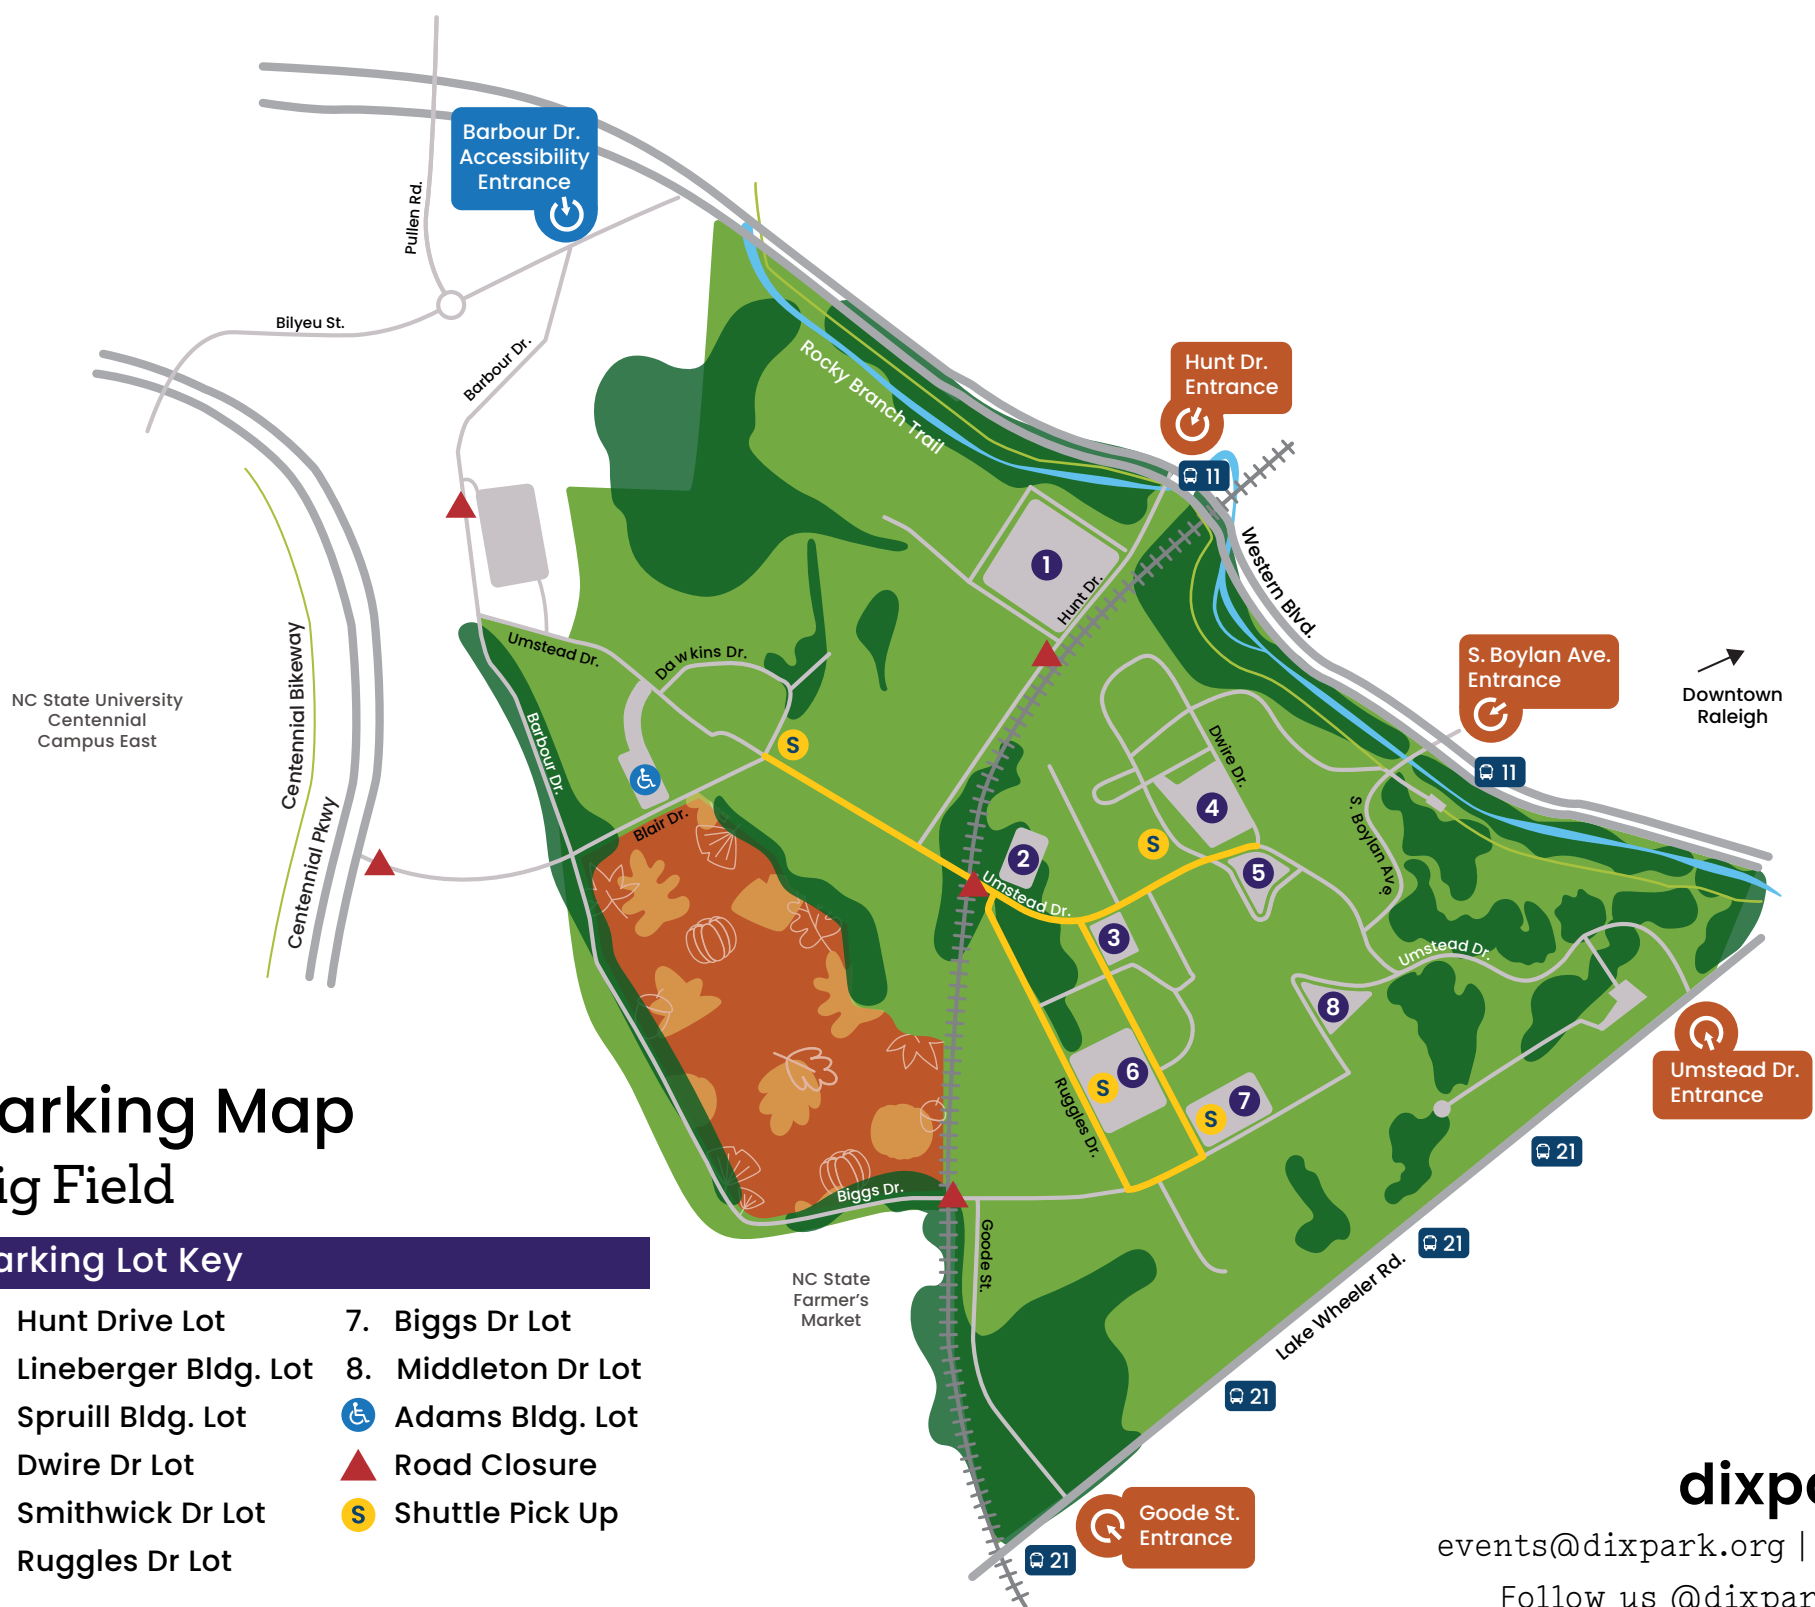 Barbour Dr.
Accessibility
Entrance
Pullen Rd.
Bilyeu St.
Barbour Dr.
Rocky Branch Trail
Hunt Dr.
Entrance
11
1
Hunt Dr.
Western Blvd.
S. Boylan Ave.
Entrance
11
Downtown
Raleigh
NC State University
Centennial
Campus East
Centennial Bikeway
Centennial Pkwy
Umstead Dr.
Dawkins Dr.
Barbour Dr.
S
Blair Dr.
Dwire Dr.
4
S
2
5
S. Boylan Ave.
Umstead Dr.
3
Umstead Dr.
8
Umstead Dr.
Entrance
S
6
S
7
Ruggles Dr.
21
Biggs Dr.
Goode St.
21
Lake Wheeler Rd.
NC State
Farmer's
Market
21
Goode St.
Entrance
21
arking Map
ig Field
arking Lot Key
Hunt Drive Lot
Lineberger Bldg. Lot
Spruill Bldg. Lot
Dwire Dr Lot
Smithwick Dr Lot
Ruggles Dr Lot
7. Biggs Dr Lot
8. Middleton Dr Lot
Adams Bldg. Lot
Road Closure
S Shuttle Pick Up
dixpa
events@dixpark.org |
Follow us @dixpar